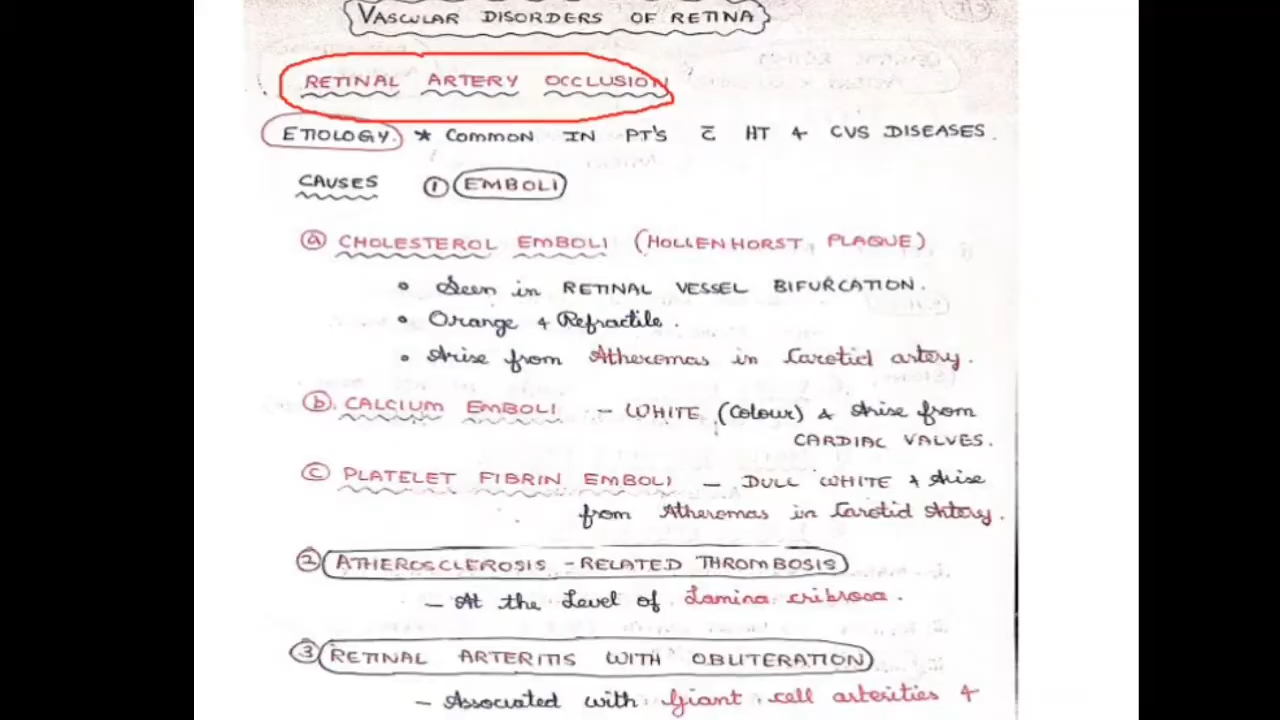 VASCULAR DISORDERS OF RETINA
RETINAL ARTERY OCCLUSION
ETIOLOGY. * COMMON IN PT'S c̄ HT & CVS DISEASES.
CAUSES ① EMBOLI
ⓐ CHOLESTEROL EMBOLI (HOLLENHORST PLAQUE)
• Seen in RETINAL VESSEL BIFURCATION.
• Orange & Refractile.
• Arise from Atheromas in Carotid artery.
ⓑ. CALCIUM EMBOLI - WHITE (Colour) & Arise from
CARDIAC VALVES.
ⓒ PLATELET FIBRIN EMBOLI - DULL WHITE & Arise
from Atheromas in Carotid Artery.
② ATHEROSCLEROSIS - RELATED THROMBOSIS
- At the Level of Lamina cribrosa.
③ RETINAL ARTERITIS WITH OBLITERATION
- Associated with Giant cell arterities &